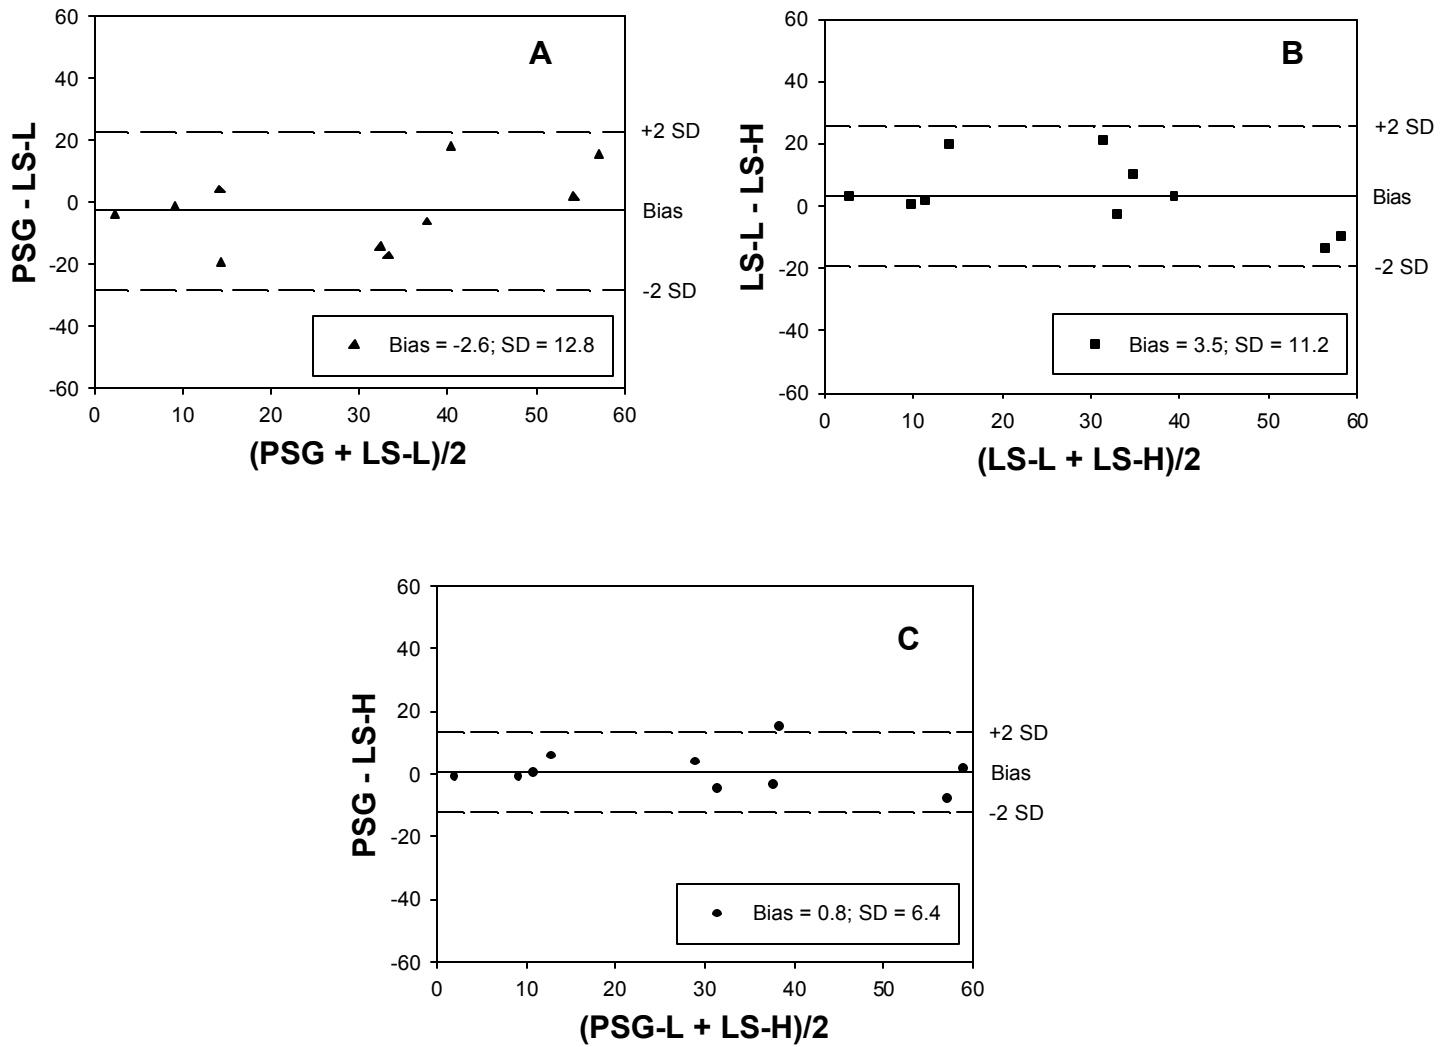 A
PSG - LS-L
60
40
20
0
-20
-40
-60
+2 SD
Bias
-2 SD
Bias = -2.6; SD = 12.8
0 10 20 30 40 50 60
(PSG + LS-L)/2
B
LS-L - LS-H
60
40
20
0
-20
-40
-60
+2 SD
Bias
-2 SD
Bias = 3.5; SD = 11.2
0 10 20 30 40 50 60
(LS-L + LS-H)/2
C
PSG - LS-H
60
40
20
0
-20
-40
-60
+2 SD
Bias
-2 SD
Bias = 0.8; SD = 6.4
0 10 20 30 40 50 60
(PSG-L + LS-H)/2